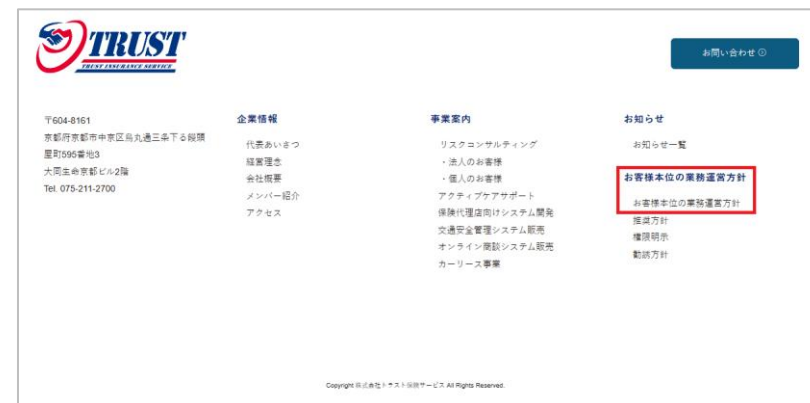 TRUST
TRUST INSURANCE SERVICE
お問い合わせ
〒604-8161
京都府京都市中京区烏丸通三条下る饅頭
屋町595番地3
大同生命京都ビル2階
Tel. 075-211-2700
企業情報
代表あいさつ
経営理念
会社概要
メンバー紹介
アクセス
事業案内
リスクコンサルティング
・法人のお客様
・個人のお客様
アクティブケアサポート
保険代理店向けシステム開発
交通安全管理システム販売
オンライン商談システム販売
カーリース事業
お知らせ
お知らせ一覧
お客様本位の業務運営方針
お客様本位の業務運営方針
推奨方針
権限明示
勧誘方針
Copyright 株式会社トラスト保険サービス All Rights Reserved.